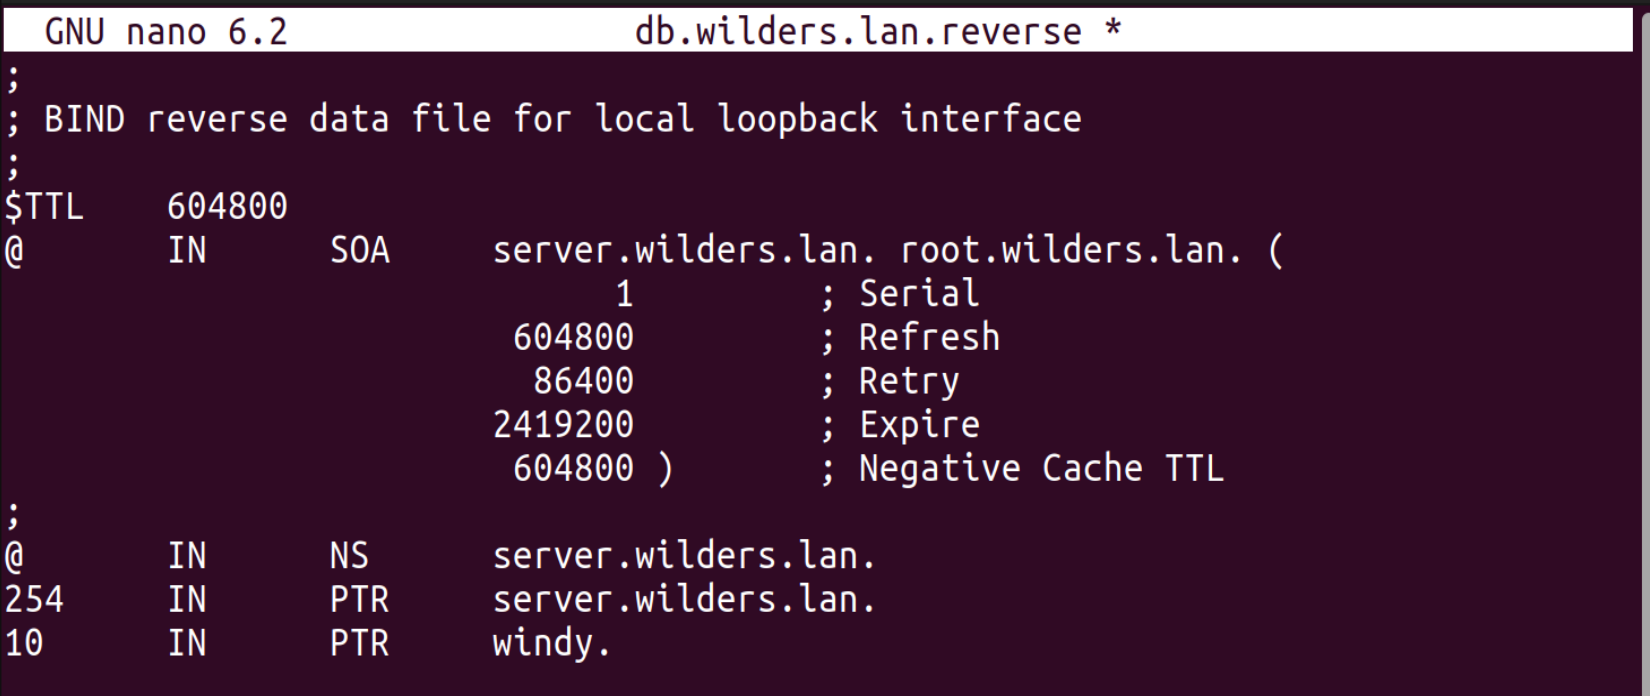 GNU nano 6.2 db.wilders.lan.reverse *
;
; BIND reverse data file for local loopback interface
;
$TTL 604800
@ IN SOA server.wilders.lan. root.wilders.lan. (
1 ; Serial
604800 ; Refresh
86400 ; Retry
2419200 ; Expire
604800 ) ; Negative Cache TTL
;
@ IN NS server.wilders.lan.
254 IN PTR server.wilders.lan.
10 IN PTR windy.